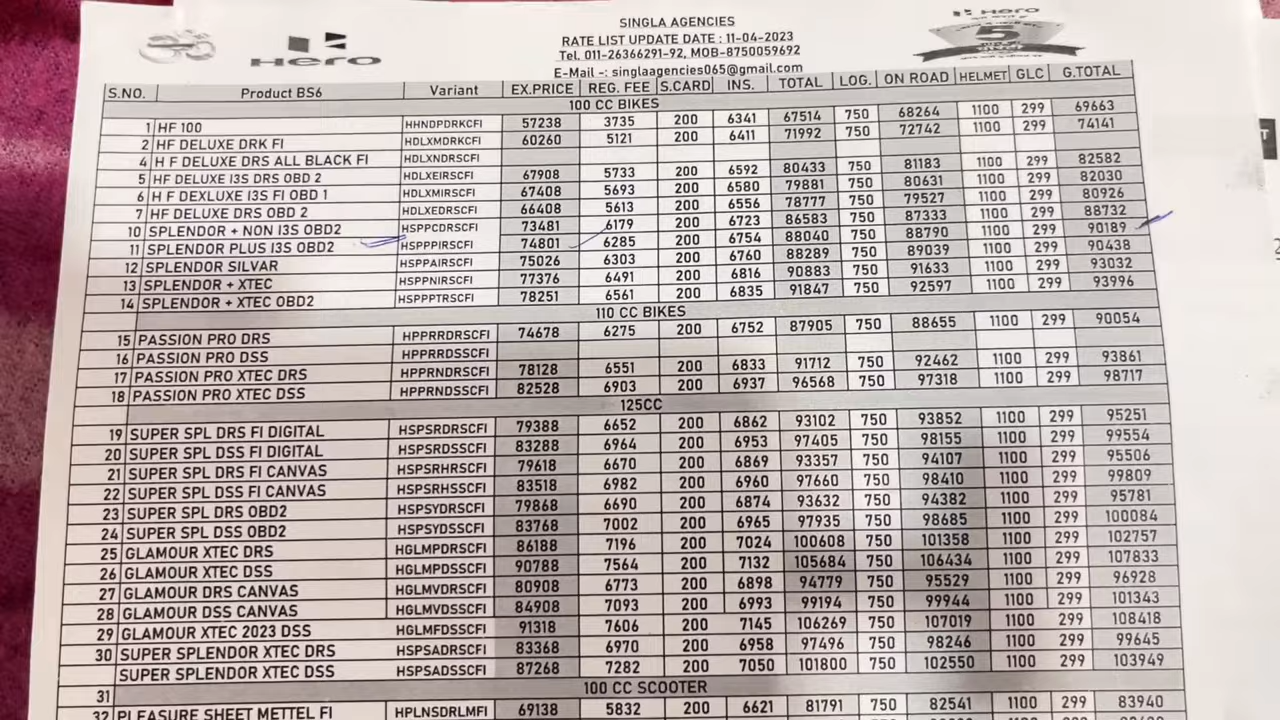 SINGLA AGENCIES
RATE LIST UPDATE DATE : 11-04-2023
Tel. 011-26366291-92, MOB-8750059692
E-Mail -: singlaagencies065@gmail.com
Hero
Hero
5
S.NO. Product BS6 Variant EX.PRICE REG. FEE S.CARD INS. TOTAL LOG. ON ROAD HELMET GLC G.TOTAL
100 CC BIKES
1 HF 100 HHNDPDRKCFI 57238 3735 200 6341 67514 750 68264 1100 299 69663
2 HF DELUXE DRK FI HDLXMDRKCFI 60260 5121 200 6411 71992 750 72742 1100 299 74141
4 H F DELUXE DRS ALL BLACK FI HDLXNDRSCFI
5 HF DELUXE I3S DRS OBD 2 HDLXEIRSCFI 67908 5733 200 6592 80433 750 81183 1100 299 82582
6 H F DEXLUXE I3S FI OBD 1 HDLXMIRSCFI 67408 5693 200 6580 79881 750 80631 1100 299 82030
7 HF DELUXE DRS OBD 2 HDLXEDRSCFI 66408 5613 200 6556 78777 750 79527 1100 299 80926
10 SPLENDOR + NON I3S OBD2 HSPPCDRSCFI 73481 6179 200 6723 86583 750 87333 1100 299 88732
11 SPLENDOR PLUS I3S OBD2 HSPPPIRSCFI 74801 6285 200 6754 88040 750 88790 1100 299 90189
12 SPLENDOR SILVAR HSPPAIRSCFI 75026 6303 200 6760 88289 750 89039 1100 299 90438
13 SPLENDOR + XTEC HSPPNIRSCFI 77376 6491 200 6816 90883 750 91633 1100 299 93032
14 SPLENDOR + XTEC OBD2 HSPPPTRSCFI 78251 6561 200 6835 91847 750 92597 1100 299 93996
110 CC BIKES
15 PASSION PRO DRS HPPRRDRSCFI 74678 6275 200 6752 87905 750 88655 1100 299 90054
16 PASSION PRO DSS HPPRRDSSCFI
17 PASSION PRO XTEC DRS HPPRNDRSCFI 78128 6551 200 6833 91712 750 92462 1100 299 93861
18 PASSION PRO XTEC DSS HPPRNDSSCFI 82528 6903 200 6937 96568 750 97318 1100 299 98717
125CC
19 SUPER SPL DRS FI DIGITAL HSPSRDRSCFI 79388 6652 200 6862 93102 750 93852 1100 299 95251
20 SUPER SPL DSS FI DIGITAL HSPSRDSSCFI 83288 6964 200 6953 97405 750 98155 1100 299 99554
21 SUPER SPL DRS FI CANVAS HSPSRHRSCFI 79618 6670 200 6869 93357 750 94107 1100 299 95506
22 SUPER SPL DSS FI CANVAS HSPSRHSSCFI 83518 6982 200 6960 97660 750 98410 1100 299 99809
23 SUPER SPL DRS OBD2 HSPSYDRSCFI 79868 6690 200 6874 93632 750 94382 1100 299 95781
24 SUPER SPL DSS OBD2 HSPSYDSSCFI 83768 7002 200 6965 97935 750 98685 1100 299 100084
25 GLAMOUR XTEC DRS HGLMPDRSCFI 86188 7196 200 7024 100608 750 101358 1100 299 102757
26 GLAMOUR XTEC DSS HGLMPDSSCFI 90788 7564 200 7132 105684 750 106434 1100 299 107833
27 GLAMOUR DRS CANVAS HGLMVDRSCFI 80908 6773 200 6898 94779 750 95529 1100 299 96928
28 GLAMOUR DSS CANVAS HGLMVDSSCFI 84908 7093 200 6993 99194 750 99944 1100 299 101343
29 GLAMOUR XTEC 2023 DSS HGLMFDSSCFI 91318 7606 200 7145 106269 750 107019 1100 299 108418
30 SUPER SPLENDOR XTEC DRS HSPSADRSCFI 83368 6970 200 6958 97496 750 98246 1100 299 99645
SUPER SPLENDOR XTEC DSS HSPSADSSCFI 87268 7282 200 7050 101800 750 102550 1100 299 103949
31 100 CC SCOOTER
32 PLEASURE SHEET METTEL FI HPLNSDRLMFI 69138 5832 200 6621 81791 750 82541 1100 299 83940